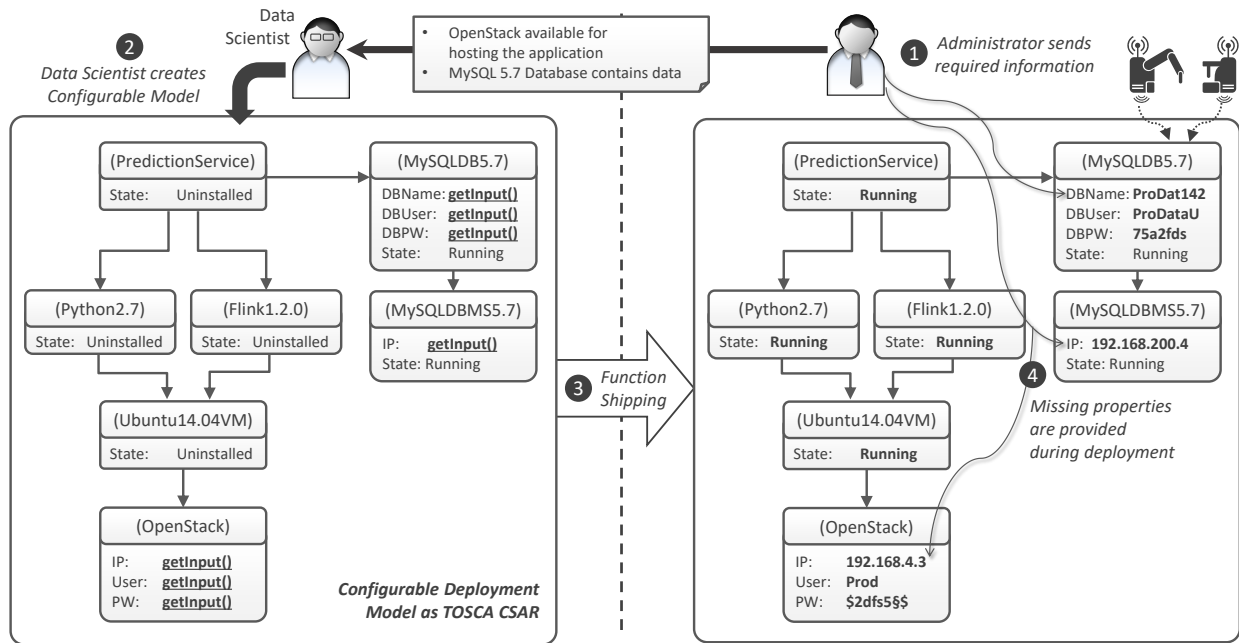 Data
Scientist
• OpenStack available for
hosting the application
• MySQL 5.7 Database contains data
1 Administrator sends
required information
2
Data Scientist creates
Configurable Model
(PredictionService)
State: Uninstalled
(MySQLDB5.7)
DBName: getInput()
DBUser: getInput()
DBPW: getInput()
State: Running
(Python2.7)
State: Uninstalled
(Flink1.2.0)
State: Uninstalled
(MySQLDBMS5.7)
IP: getInput()
State: Running
(Ubuntu14.04VM)
State: Uninstalled
(OpenStack)
IP: getInput()
User: getInput()
PW: getInput()
Configurable Deployment
Model as TOSCA CSAR
3 Function
Shipping
(PredictionService)
State: Running
(MySQLDB5.7)
DBName: ProDat142
DBUser: ProDataU
DBPW: 75a2fds
State: Running
(Python2.7)
State: Running
(Flink1.2.0)
State: Running
(MySQLDBMS5.7)
IP: 192.168.200.4
State: Running
4
Missing properties
are provided
during deployment
(Ubuntu14.04VM)
State: Running
(OpenStack)
IP: 192.168.4.3
User: Prod
PW: $2dfs5§$